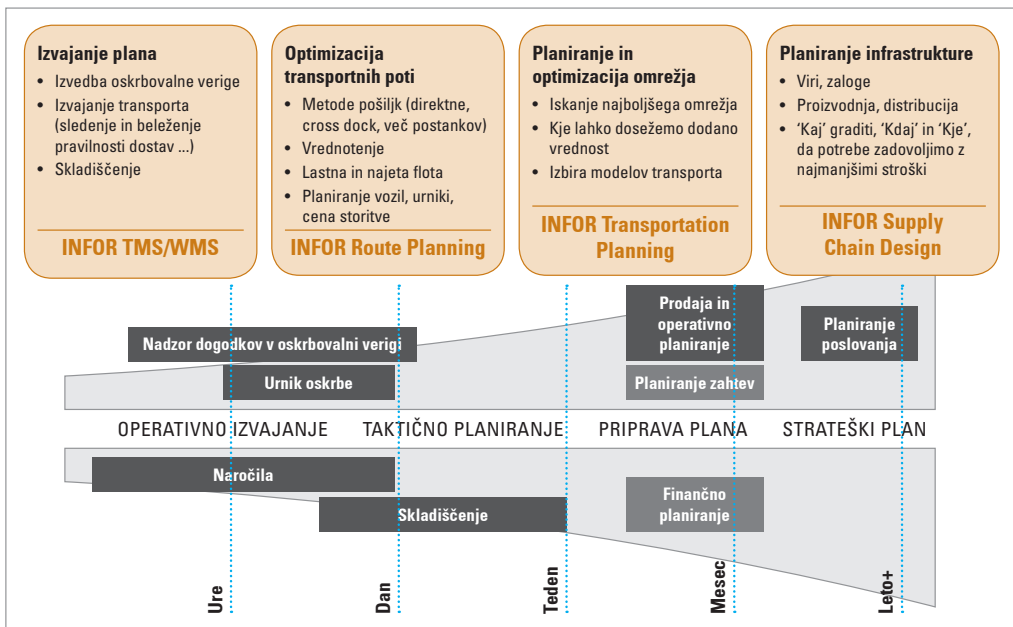 Izvajanje plana
• Izvedba oskrbovalne verige
• Izvajanje transporta
(sledenje in beleženje
pravilnosti dostav ...)
• Skladiščenje
INFOR TMS/WMS
Optimizacija
transportnih poti
• Metode pošiljk (direktne,
cross dock, več postankov)
• Vrednotenje
• Lastna in najeta flota
• Planiranje vozil, urniki,
cena storitve
INFOR Route Planning
Planiranje in
optimizacija omrežja
• Iskanje najboljšega omrežja
• Kje lahko dosežemo dodano
vrednost
• Izbira modelov transporta
INFOR Transportation
Planning
Planiranje infrastrukture
• Viri, zaloge
• Proizvodnja, distribucija
• ‘Kaj’ graditi, ‘Kdaj’ in ‘Kje’,
da potrebe zadovoljimo z
najmanjšimi stroški
INFOR Supply
Chain Design
Nadzor dogodkov v oskrbovalni verigi
Urnik oskrbe
Prodaja in
operativno
planiranje
Planiranje zahtev
Planiranje
poslovanja
OPERATIVNO IZVAJANJE
TAKTIČNO PLANIRANJE
PRIPRAVA PLANA
STRATEŠKI PLAN
Naročila
Skladiščenje
Finančno
planiranje
Ure
Dan
Teden
Mesec
Leto+